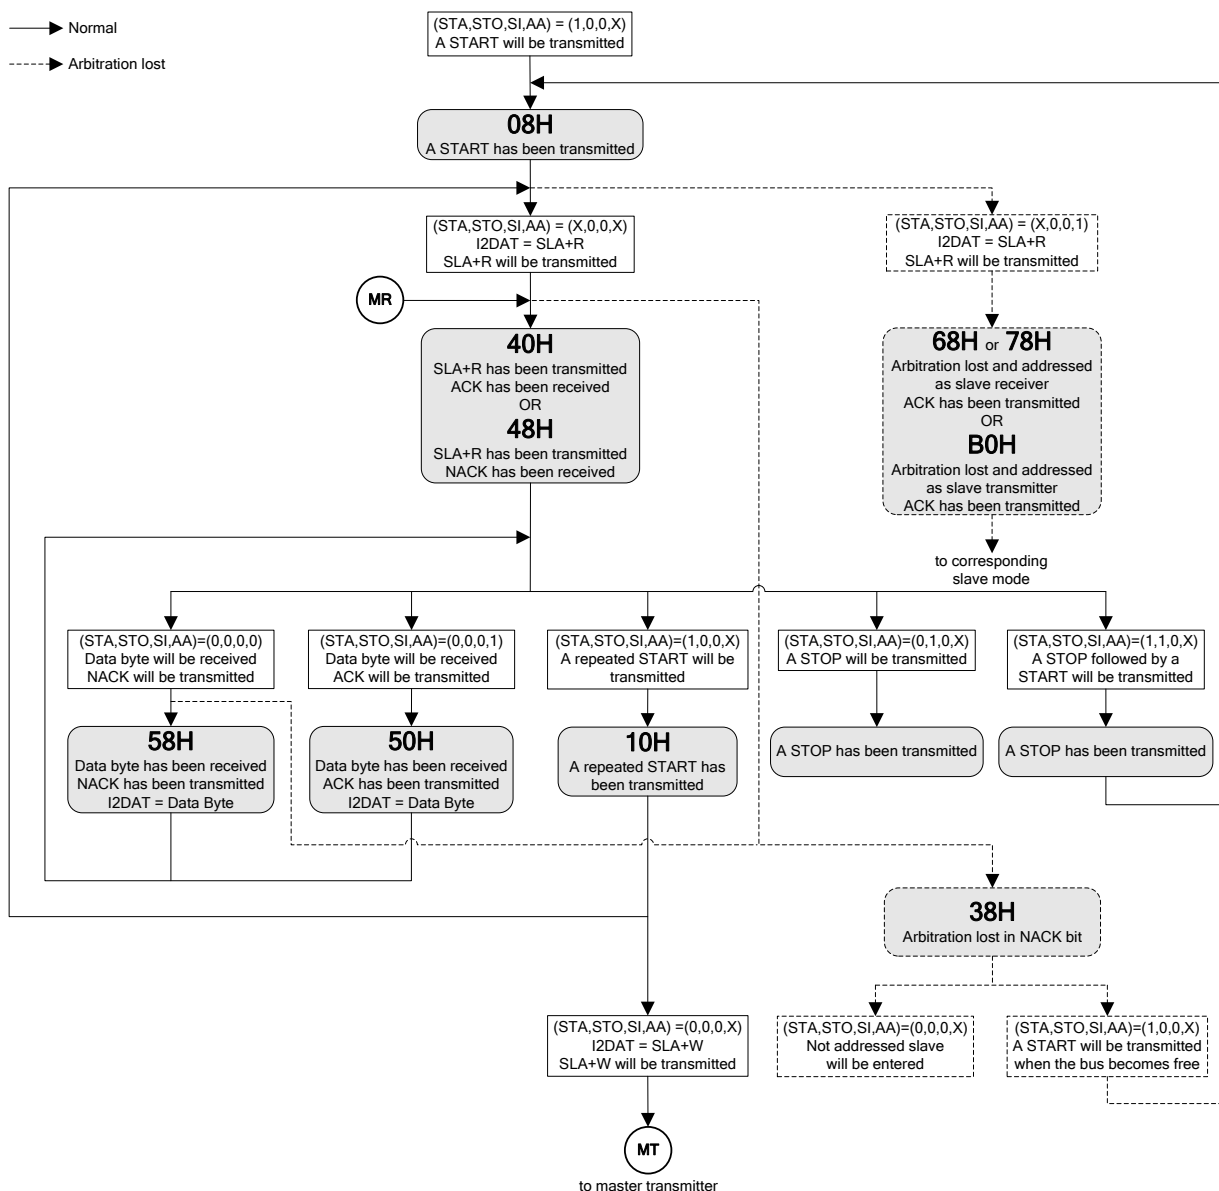 Normal
Arbitration lost
(STA,STO,SI,AA) = (1,0,0,X)
A START will be transmitted
08H
A START has been transmitted
(STA,STO,SI,AA) = (X,0,0,X)
I2DAT = SLA+R
SLA+R will be transmitted
(STA,STO,SI,AA) = (X,0,0,1)
I2DAT = SLA+R
SLA+R will be transmitted
MR
40H
SLA+R has been transmitted
ACK has been received
OR
48H
SLA+R has been transmitted
NACK has been received
68H or 78H
Arbitration lost and addressed
as slave receiver
ACK has been transmitted
OR
B0H
Arbitration lost and addressed
as slave transmitter
ACK has been transmitted
to corresponding
slave mode
(STA,STO,SI,AA)=(0,0,0,0)
Data byte will be received
NACK will be transmitted
(STA,STO,SI,AA)=(0,0,0,1)
Data byte will be received
ACK will be transmitted
(STA,STO,SI,AA)=(1,0,0,X)
A repeated START will be
transmitted
(STA,STO,SI,AA)=(0,1,0,X)
A STOP will be transmitted
(STA,STO,SI,AA)=(1,1,0,X)
A STOP followed by a
START will be transmitted
58H
Data byte has been received
NACK has been transmitted
I2DAT = Data Byte
50H
Data byte has been received
ACK has been transmitted
I2DAT = Data Byte
10H
A repeated START has
been transmitted
A STOP has been transmitted
A STOP has been transmitted
38H
Arbitration lost in NACK bit
(STA,STO,SI,AA) =(0,0,0,X)
I2DAT = SLA+W
SLA+W will be transmitted
(STA,STO,SI,AA)=(0,0,0,X)
Not addressed slave
will be entered
(STA,STO,SI,AA)=(1,0,0,X)
A START will be transmitted
when the bus becomes free
MT
to master transmitter